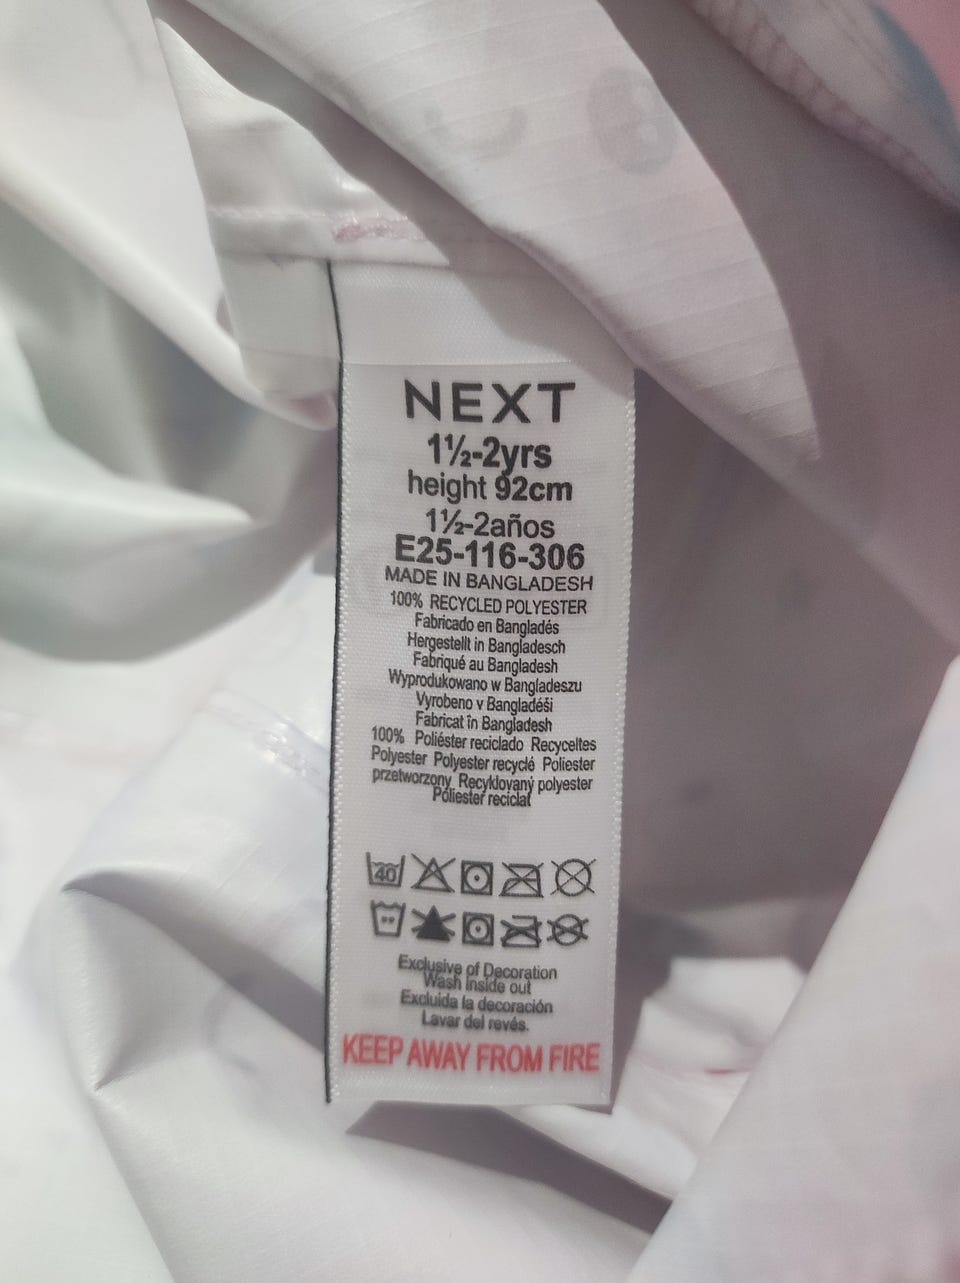 NEXT
1½-2yrs
height 92cm
1½-2años
E25-116-306
MADE IN BANGLADESH
100% RECYCLED POLYESTER
Fabricado en Bangladés
Hergestellt in Bangladesch
Fabriqué au Bangladesh
Wyprodukowano w Bangladeszu
Vyrobeno v Bangladéši
Fabricat în Bangladesh
100% Poliéster reciclado Recyceltes
Polyester Polyester recyclé Poliester
przetworzony Recyklovaný polyester
Poliester reciclat
40
Exclusive of Decoration
Wash inside out
Excluida la decoración
Lavar del revés.
KEEP AWAY FROM FIRE